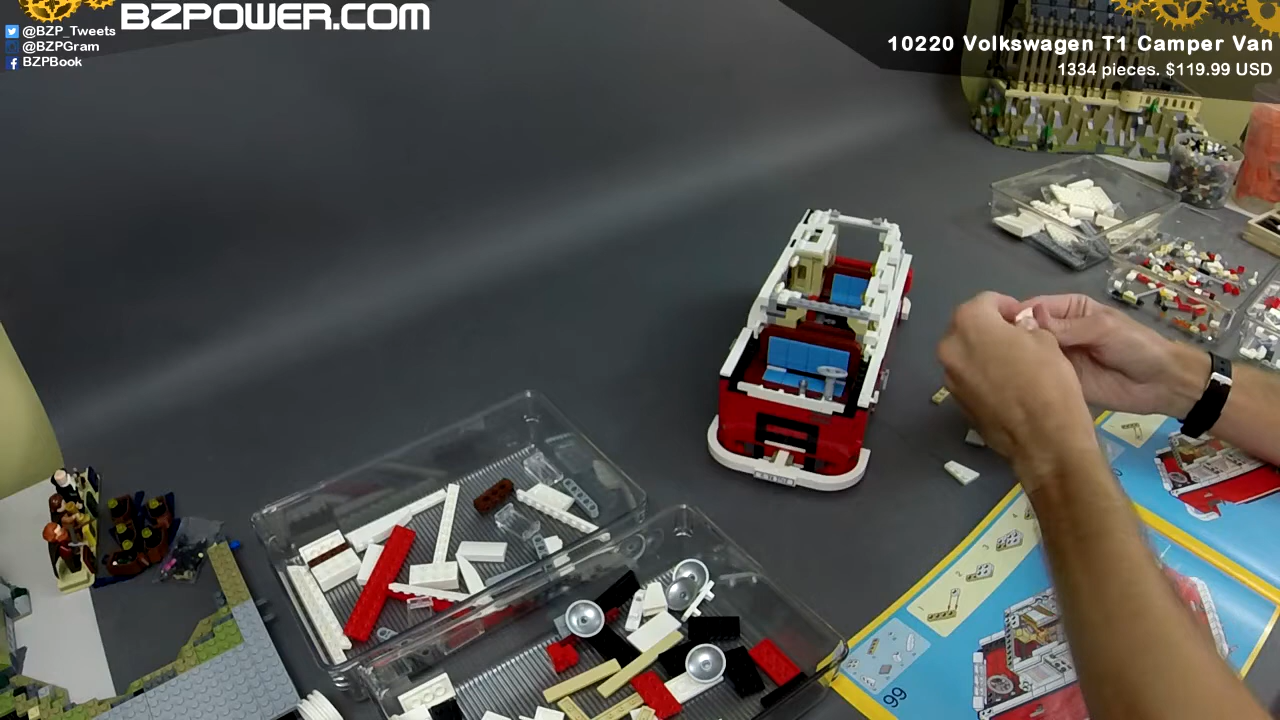 BZPOWER.COM
@BZP_Tweets
@BZPGram
BZPBook
10220 Volkswagen T1 Camper Van
1334 pieces. $119.99 USD
99